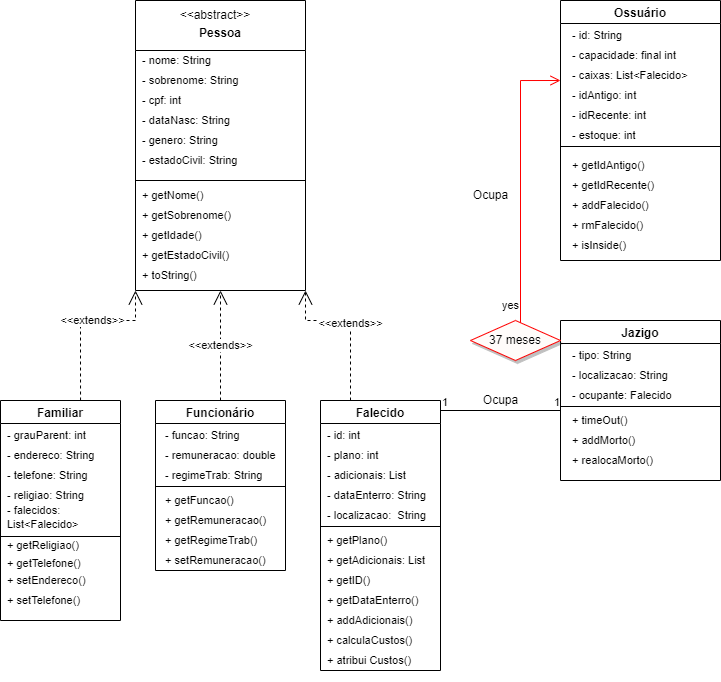 <<abstract>>
Pessoa
- nome: String
- sobrenome: String
- cpf: int
- dataNasc: String
- genero: String
- estadoCivil: String
+ getNome()
+ getSobrenome()
+ getIdade()
+ getEstadoCivil()
+ toString()
Ossuário
- id: String
- capacidade: final int
- caixas: List<Falecido>
- idAntigo: int
- idRecente: int
- estoque: int
+ getIdAntigo()
+ getIdRecente()
+ addFalecido()
+ rmFalecido()
+ isInside()
Ocupa
yes
37 meses
<<extends>>
<<extends>>
<<extends>>
Familiar
- grauParent: int
- endereco: String
- telefone: String
- religiao: String
- falecidos:
List<Falecido>
+ getReligiao()
+ getTelefone()
+ setEndereco()
+ setTelefone()
Funcionário
- funcao: String
- remuneracao: double
- regimeTrab: String
+ getFuncao()
+ getRemuneracao()
+ getRegimeTrab()
+ setRemuneracao()
Falecido
- id: int
- plano: int
- adicionais: List
- dataEnterro: String
- localizacao:  String
+ getPlano()
+ getAdicionais: List
+ getID()
+ getDataEnterro()
+ addAdicionais()
+ calculaCustos()
+ atribui Custos()
1
Ocupa
1
Jazigo
- tipo: String
- localizacao: String
- ocupante: Falecido
+ timeOut()
+ addMorto()
+ realocaMorto()